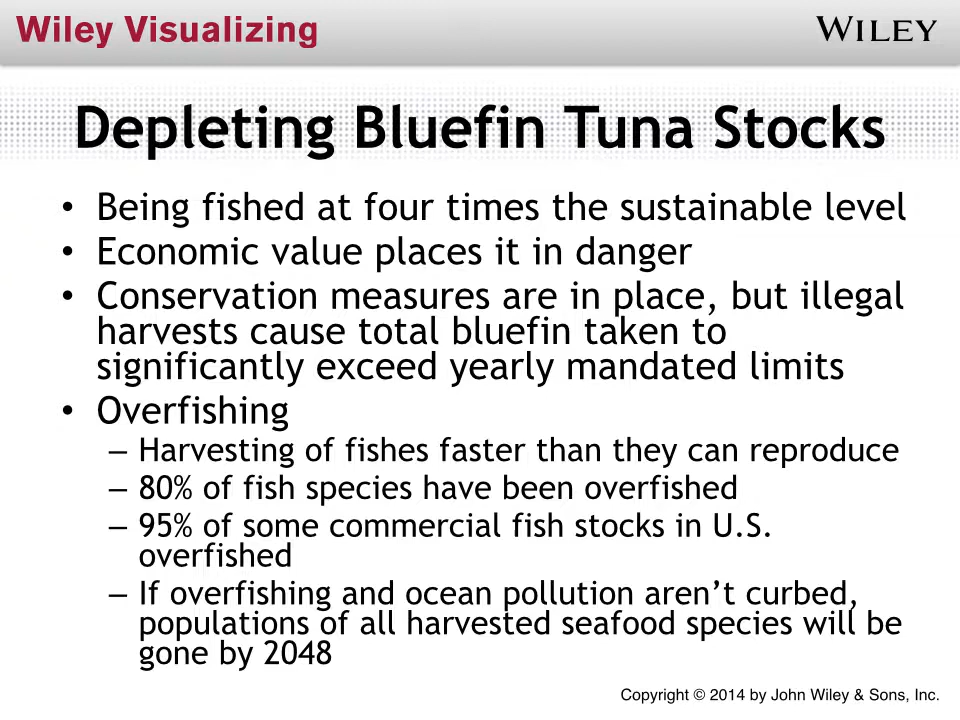 Wiley Visualizing
WILEY
Depleting Bluefin Tuna Stocks
• Being fished at four times the sustainable level
• Economic value places it in danger
• Conservation measures are in place, but illegal
harvests cause total bluefin taken to
significantly exceed yearly mandated limits
• Overfishing
– Harvesting of fishes faster than they can reproduce
– 80% of fish species have been overfished
– 95% of some commercial fish stocks in U.S.
overfished
– If overfishing and ocean pollution aren’t curbed,
populations of all harvested seafood species will be
gone by 2048
Copyright © 2014 by John Wiley & Sons, Inc.